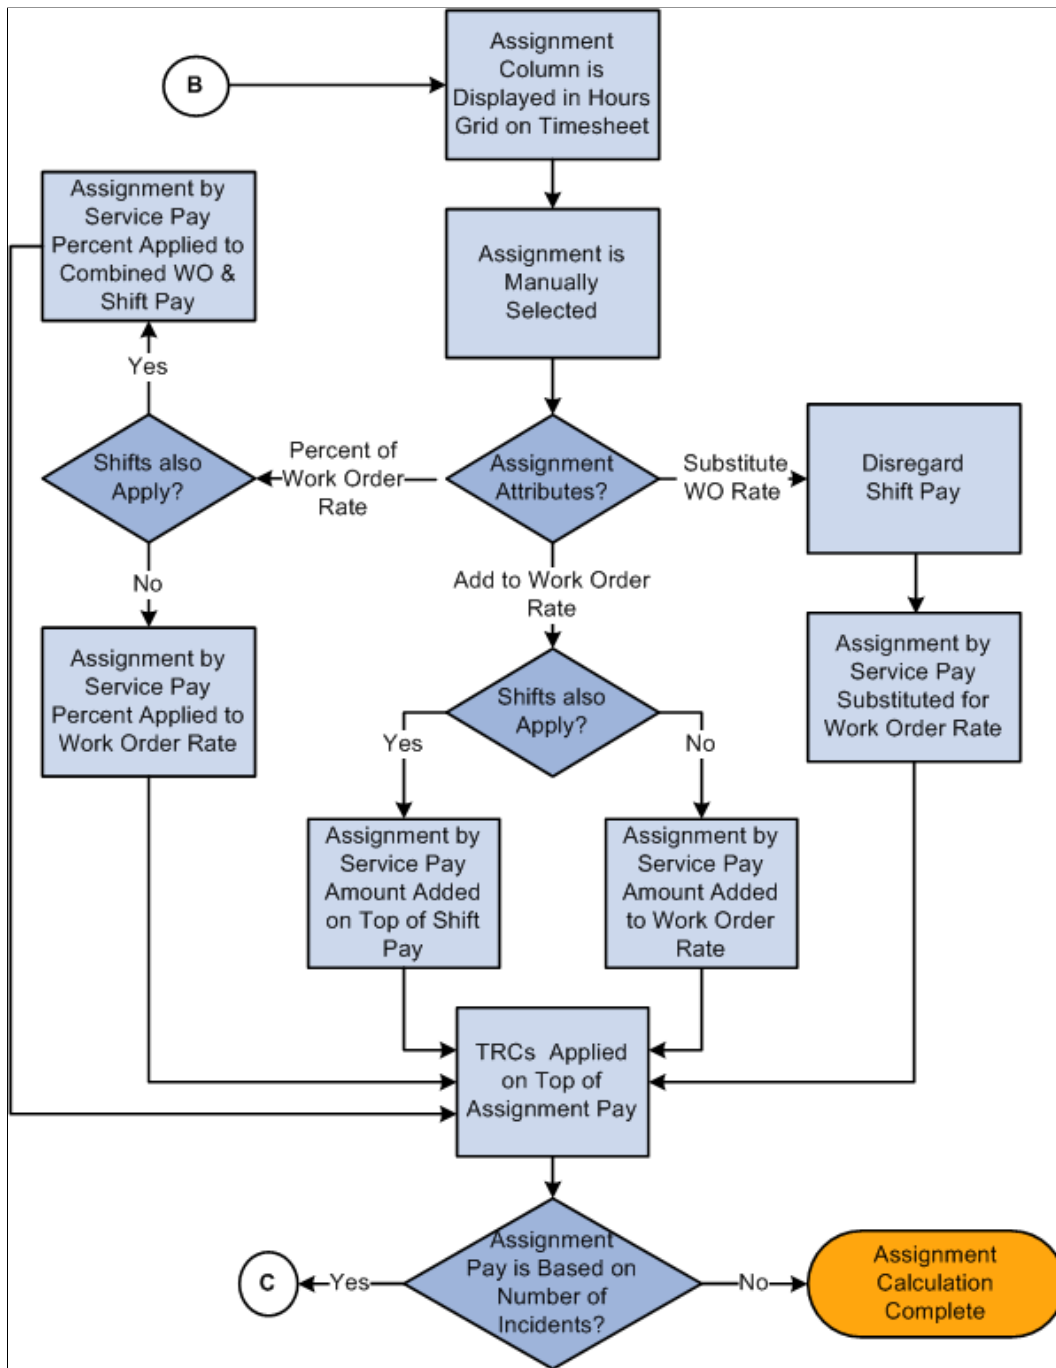 B
Assignment
Column is
Displayed in Hours
Grid on Timesheet
Assignment by
Service Pay
Percent Applied to
Combined WO &
Shift Pay
Assignment is
Manually
Selected
Yes
Shifts also
Apply?
Percent of
Work Order
Rate
Assignment
Attributes?
Substitute
WO Rate
Disregard
Shift Pay
No
Add to Work Order
Rate
Assignment by
Service Pay
Percent Applied to
Work Order Rate
Shifts also
Apply?
Assignment by
Service Pay
Substituted for
Work Order Rate
Yes
No
Assignment by
Service Pay
Amount Added
on Top of Shift
Pay
Assignment by
Service Pay
Amount Added
to Work Order
Rate
TRCs Applied
on Top of
Assignment Pay
Assignment
Pay is Based on
Number of
Incidents?
C
Yes
No
Assignment
Calculation
Complete